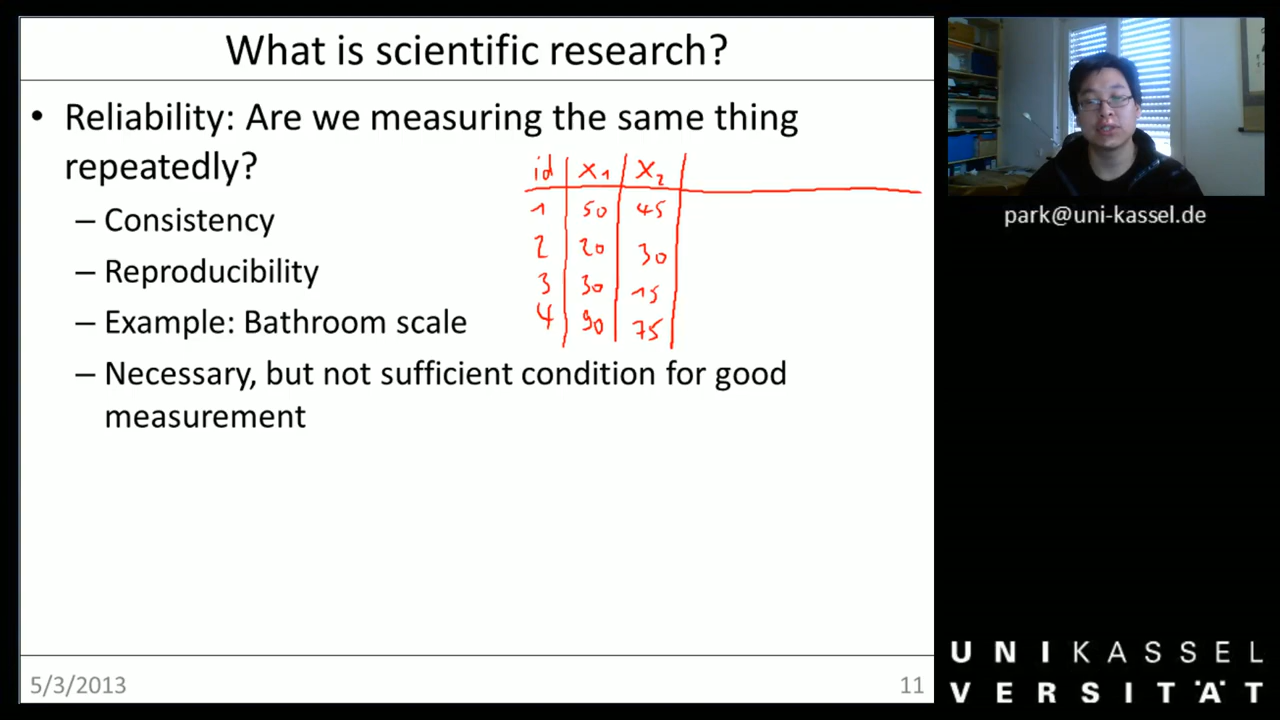 What is scientific research?
• Reliability: Are we measuring the same thing
repeatedly?
– Consistency
– Reproducibility
– Example: Bathroom scale
– Necessary, but not sufficient condition for good
measurement
id x1 x2
1 50 45
2 20 30
3 30 15
4 90 75
5/3/2013
11
park@uni-kassel.de
UNIKASSEL
VERSITÄT